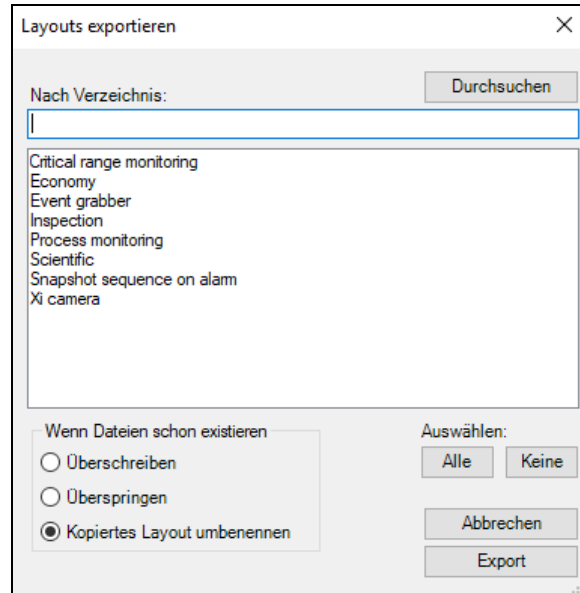 Layouts exportieren
Durchsuchen
Nach Verzeichnis:
Critical range monitoring
Economy
Event grabber
Inspection
Process monitoring
Scientific
Snapshot sequence on alarm
Xi camera
Wenn Dateien schon existieren
Überschreiben
Überspringen
Kopiertes Layout umbenennen
Auswählen:
Alle Keine
Abbrechen
Export